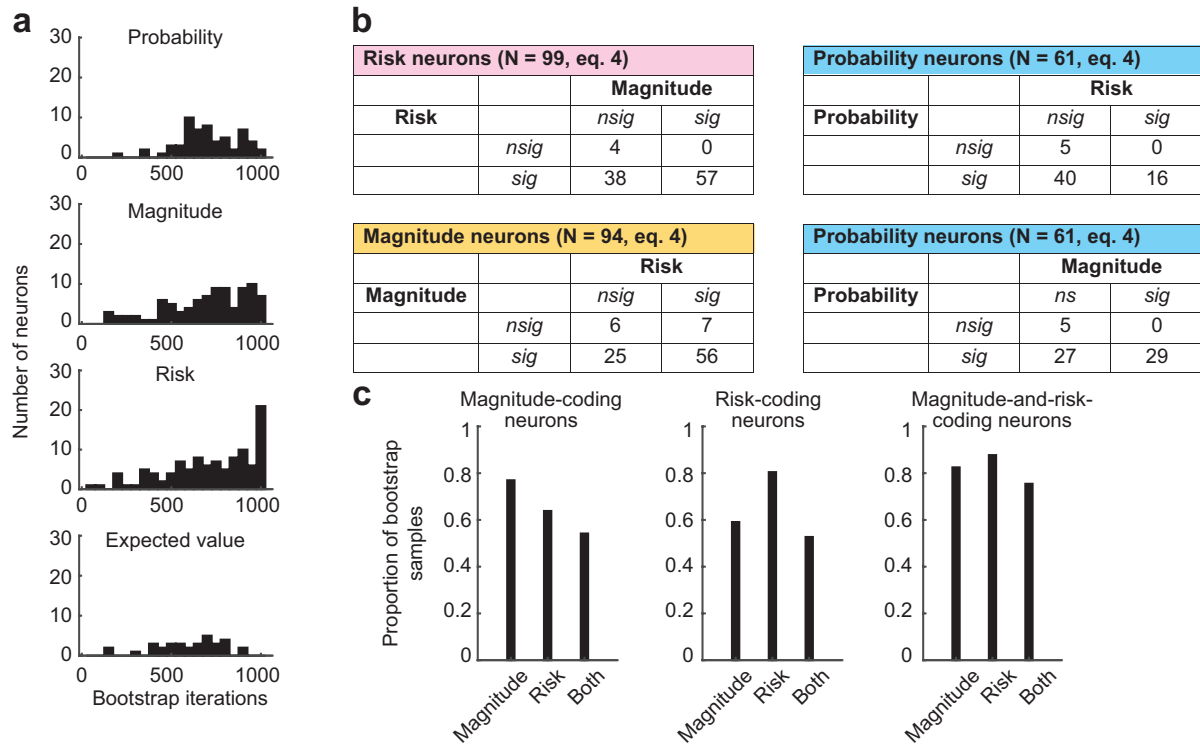 a
Number of neurons
Probability
30
20
10
0
0 500 1000
Magnitude
30
20
10
0
0 500 1000
Risk
30
20
10
0
0 500 1000
Expected value
30
20
10
0
0 500 1000
Bootstrap iterations
b
Risk neurons (N = 99, eq. 4)
Magnitude
Risk nsig sig
nsig 4 0
sig 38 57
Probability neurons (N = 61, eq. 4)
Risk
Probability nsig sig
nsig 5 0
sig 40 16
Magnitude neurons (N = 94, eq. 4)
Risk
Magnitude nsig sig
nsig 6 7
sig 25 56
Probability neurons (N = 61, eq. 4)
Magnitude
Probability ns sig
nsig 5 0
sig 27 29
c
Proportion of bootstrap
samples
Magnitude-coding
neurons
1
0.8
0.6
0.4
0.2
0
Magnitude Risk Both
Risk-coding
neurons
1
0.8
0.6
0.4
0.2
0
Magnitude Risk Both
Magnitude-and-risk-
coding neurons
1
0.8
0.6
0.4
0.2
0
Magnitude Risk Both